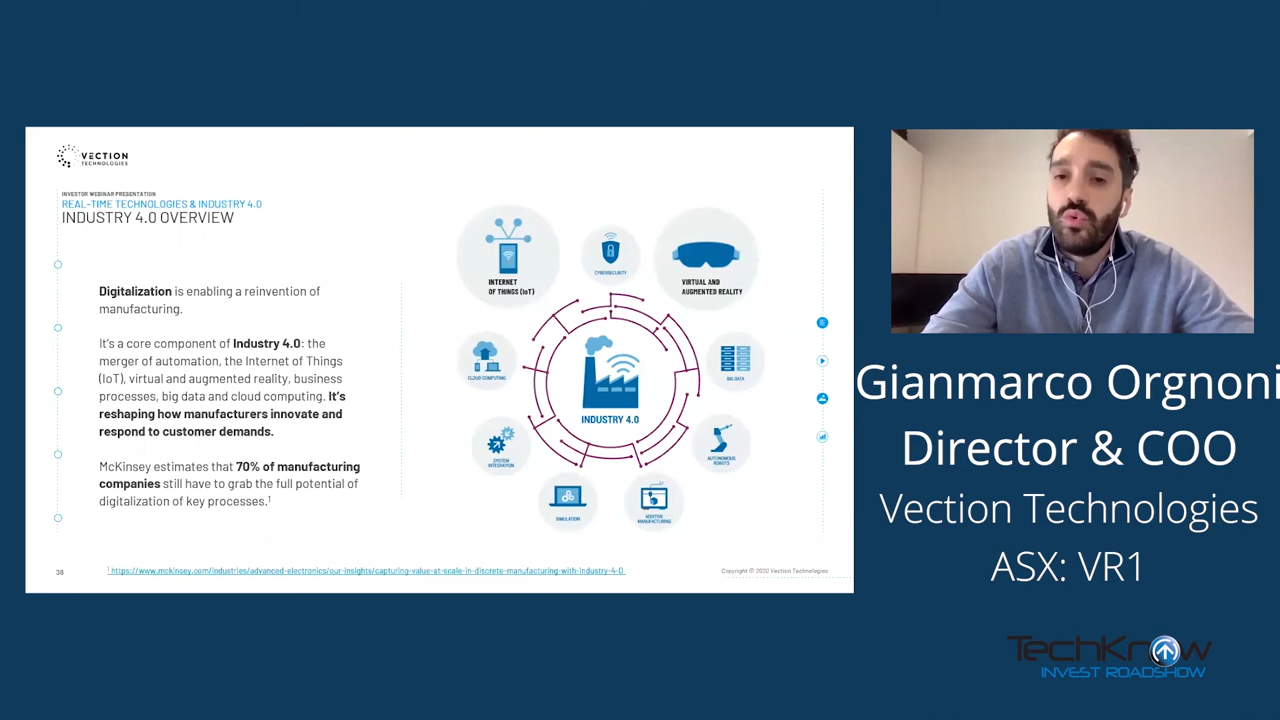 VECTION
TECHNOLOGIES
INVESTOR WEBINAR PRESENTATION
REAL-TIME TECHNOLOGIES & INDUSTRY 4.0
INDUSTRY 4.0 OVERVIEW
Digitalization is enabling a reinvention of
manufacturing.
It's a core component of Industry 4.0: the
merger of automation, the Internet of Things
(IoT), virtual and augmented reality, business
processes, big data and cloud computing. It's
reshaping how manufacturers innovate and
respond to customer demands.
McKinsey estimates that 70% of manufacturing
companies still have to grab the full potential of
digitalization of key processes.¹
INTERNET
OF THINGS (IoT)
CYBERSECURITY
VIRTUAL AND
AUGMENTED REALITY
CLOUD COMPUTING
BIG DATA
INDUSTRY 4.0
SYSTEM
INTEGRATION
AUTONOMOUS
ROBOTS
SIMULATION
ADDITIVE
MANUFACTURING
38
¹ https://www.mckinsey.com/industries/advanced-electronics/our-insights/capturing-value-at-scale-in-discrete-manufacturing-with-industry-4-0
Copyright © 2020 Vection Technologies
Gianmarco Orgnoni
Director & COO
Vection Technologies
ASX: VR1
TechKnow
INVEST ROADSHOW